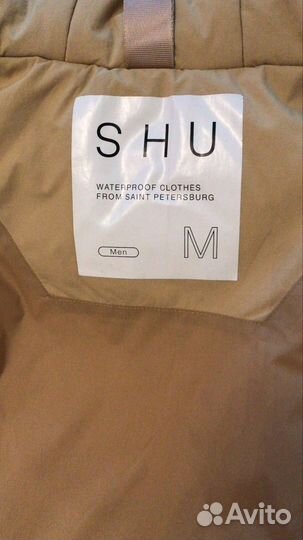 SHU
WATERPROOF CLOTHES
FROM SAINT PETERSBURG
Men
M
Avito